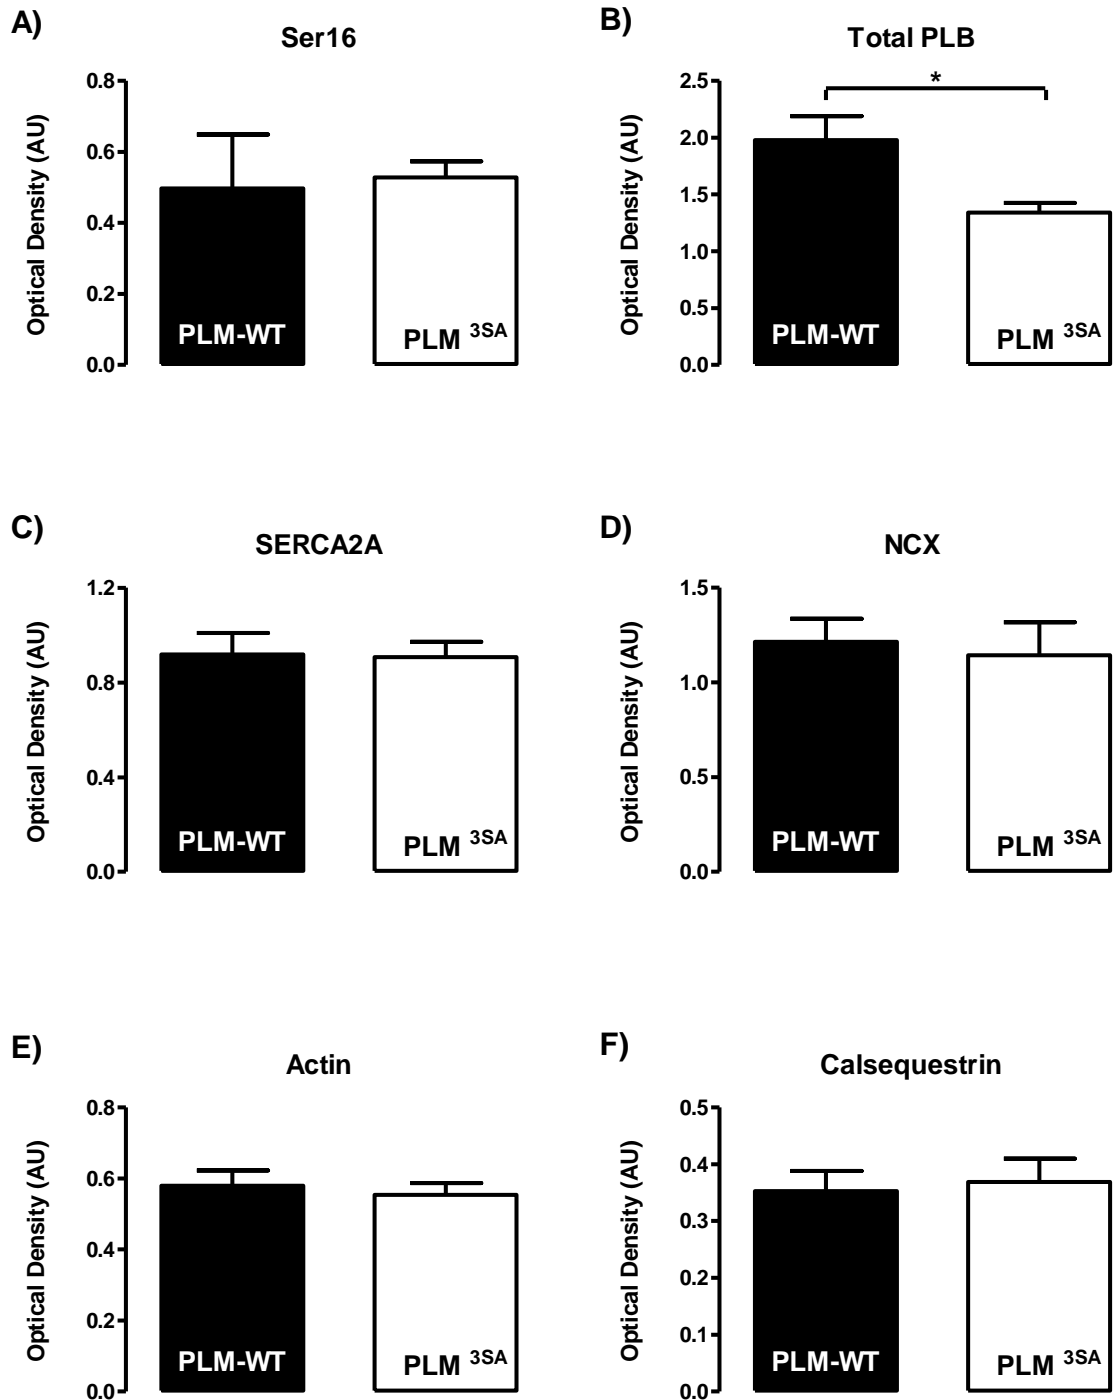 A)
Ser16
Optical Density (AU)
0.8
0.6
0.4
0.2
0.0
PLM-WT
PLM 3SA
B)
Total PLB
Optical Density (AU)
2.5
2.0
1.5
1.0
0.5
0.0
*
PLM-WT
PLM 3SA
C)
SERCA2A
Optical Density (AU)
1.2
0.8
0.4
0.0
PLM-WT
PLM 3SA
D)
NCX
Optical Density (AU)
1.5
1.0
0.5
0.0
PLM-WT
PLM 3SA
E)
Actin
Optical Density (AU)
0.8
0.6
0.4
0.2
0.0
PLM-WT
PLM 3SA
F)
Calsequestrin
Optical Density (AU)
0.5
0.4
0.3
0.2
0.1
0.0
PLM-WT
PLM 3SA